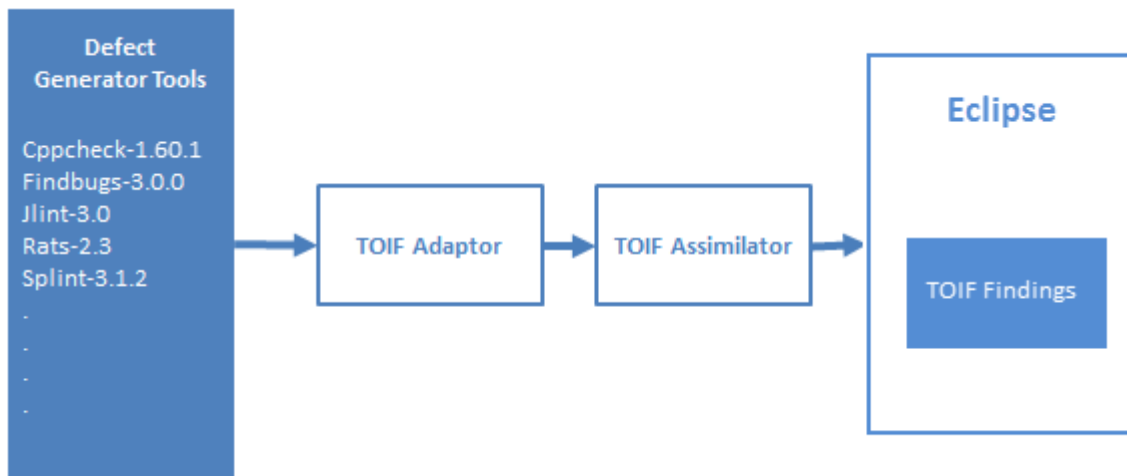 Defect
Generator Tools
Cppcheck-1.60.1
Findbugs-3.0.0
Jlint-3.0
Rats-2.3
Splint-3.1.2
.
.
.
.
TOIF Adaptor
TOIF Assimilator
Eclipse
TOIF Findings